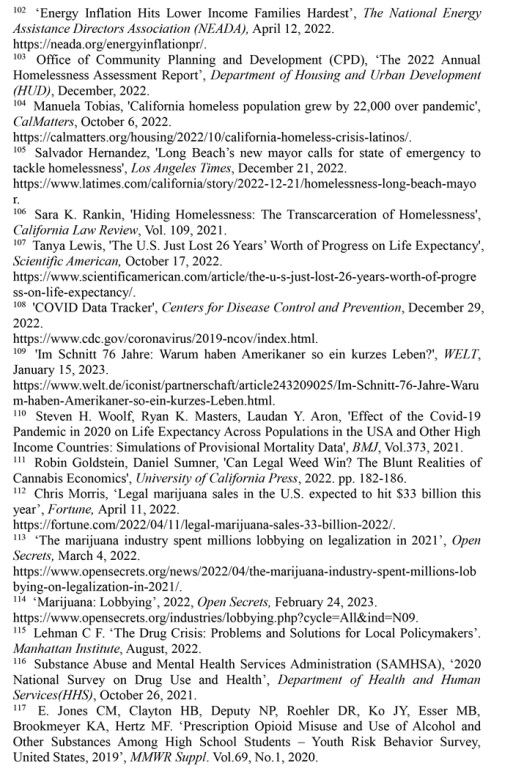 102 ‘Energy Inflation Hits Lower Income Families Hardest’, The National Energy
Assistance Directors Association (NEADA), April 12, 2022.
https://neada.org/energyinflationpr/.
103 Office of Community Planning and Development (CPD), ‘The 2022 Annual
Homelessness Assessment Report’, Department of Housing and Urban Development
(HUD), December, 2022.
104 Manuela Tobias, 'California homeless population grew by 22,000 over pandemic',
CalMatters, October 6, 2022.
https://calmatters.org/housing/2022/10/california-homeless-crisis-latinos/.
105 Salvador Hernandez, 'Long Beach’s new mayor calls for state of emergency to
tackle homelessness', Los Angeles Times, December 21, 2022.
https://www.latimes.com/california/story/2022-12-21/homelessness-long-beach-mayo
r.
106 Sara K. Rankin, 'Hiding Homelessness: The Transcarceration of Homelessness',
California Law Review, Vol. 109, 2021.
107 Tanya Lewis, 'The U.S. Just Lost 26 Years’ Worth of Progress on Life Expectancy',
Scientific American, October 17, 2022.
https://www.scientificamerican.com/article/the-u-s-just-lost-26-years-worth-of-progre
ss-on-life-expectancy/.
108 'COVID Data Tracker', Centers for Disease Control and Prevention, December 29,
2022.
https://www.cdc.gov/coronavirus/2019-ncov/index.html.
109 'Im Schnitt 76 Jahre: Warum haben Amerikaner so ein kurzes Leben?', WELT,
January 15, 2023.
https://www.welt.de/iconist/partnerschaft/article243209025/Im-Schnitt-76-Jahre-Waru
m-haben-Amerikaner-so-ein-kurzes-Leben.html.
110 Steven H. Woolf, Ryan K. Masters, Laudan Y. Aron, 'Effect of the Covid-19
Pandemic in 2020 on Life Expectancy Across Populations in the USA and Other High
Income Countries: Simulations of Provisional Mortality Data', BMJ, Vol.373, 2021.
111 Robin Goldstein, Daniel Sumner, 'Can Legal Weed Win? The Blunt Realities of
Cannabis Economics', University of California Press, 2022. pp. 182-186.
112 Chris Morris, ‘Legal marijuana sales in the U.S. expected to hit $33 billion this
year’, Fortune, April 11, 2022.
https://fortune.com/2022/04/11/legal-marijuana-sales-33-billion-2022/.
113 ‘The marijuana industry spent millions lobbying on legalization in 2021’, Open
Secrets, March 4, 2022.
https://www.opensecrets.org/news/2022/04/the-marijuana-industry-spent-millions-lob
bying-on-legalization-in-2021/.
114 ‘Marijuana: Lobbying’, 2022, Open Secrets, February 24, 2023.
https://www.opensecrets.org/industries/lobbying.php?cycle=All&ind=N09.
115 Lehman C F. ‘The Drug Crisis: Problems and Solutions for Local Policymakers’.
Manhattan Institute, August, 2022.
116 Substance Abuse and Mental Health Services Administration (SAMHSA), ‘2020
National Survey on Drug Use and Health’, Department of Health and Human
Services(HHS), October 26, 2021.
117 E. Jones CM, Clayton HB, Deputy NP, Roehler DR, Ko JY, Esser MB,
Brookmeyer KA, Hertz MF. ‘Prescription Opioid Misuse and Use of Alcohol and
Other Substances Among High School Students – Youth Risk Behavior Survey,
United States, 2019’, MMWR Suppl. Vol.69, No.1, 2020.